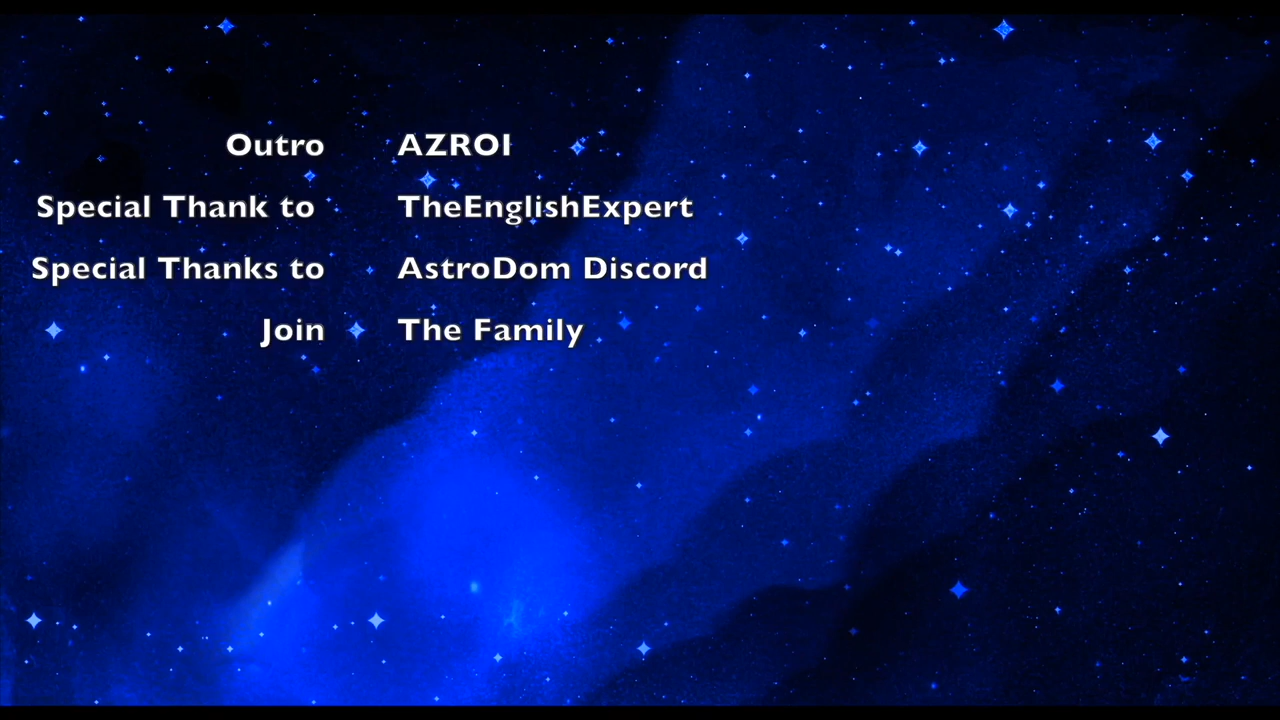 Outro AZROI
Special Thank to TheEnglishExpert
Special Thanks to AstroDom Discord
Join The Family